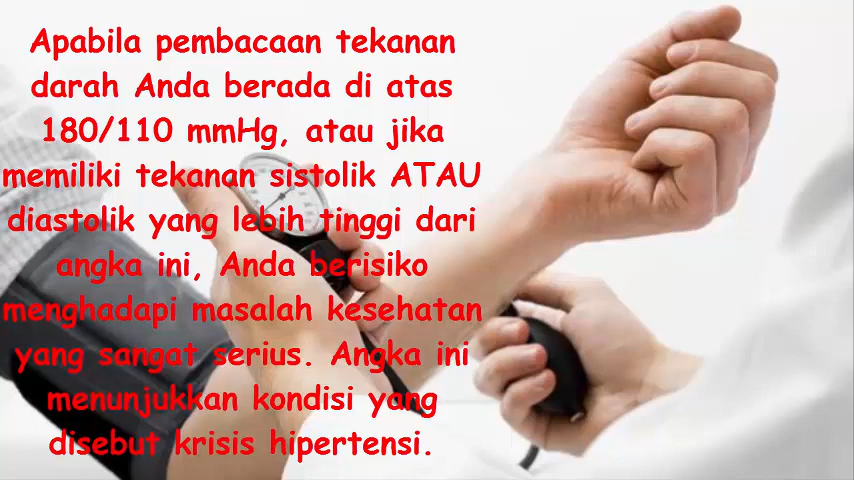 Apabila pembacaan tekanan
darah Anda berada di atas
180/110 mmHg, atau jika
memiliki tekanan sistolik ATAU
diastolik yang lebih tinggi dari
angka ini, Anda berisiko
menghadapi masalah kesehatan
yang sangat serius. Angka ini
menunjukkan kondisi yang
disebut krisis hipertensi.